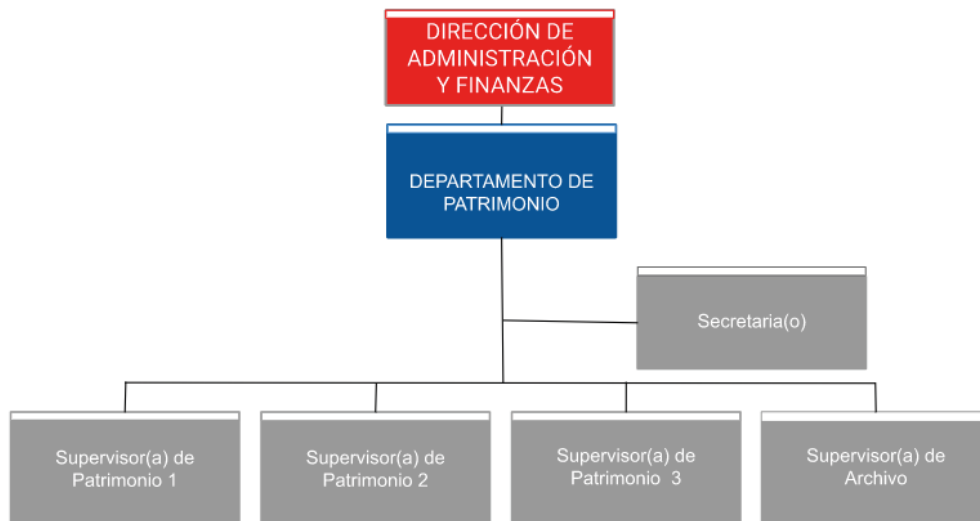 DIRECCIÓN DE
ADMINISTRACIÓN
Y FINANZAS
DEPARTAMENTO DE
PATRIMONIO
Secretaria(o)
Supervisor(a) de
Patrimonio 1
Supervisor(a) de
Patrimonio 2
Supervisor(a) de
Patrimonio 3
Supervisor(a) de
Archivo